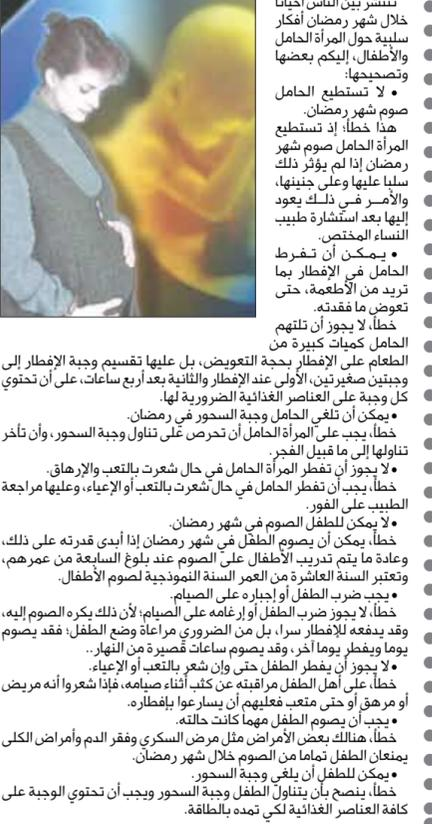 تنتشر بين الناس أحيانا
خلال شهر رمضان أفكار
سلبية حول المرأة الحامل
والأطفال، إليكم بعضها
وتصحيحها:
• لا تستطيع الحامل
صوم شهر رمضان.
هذا خطأ؛ إذ تستطيع
المرأة الحامل صوم شهر
رمضان إذا لم يؤثر ذلك
سلبا عليها وعلى جنينها،
والأمـــر فـــي ذلـــك يعود
إليها بعد استشارة طبيب
النساء المختص.
• يـمـكـن أن تـفـرط
الحامل في الإفطار بما
تريد من الأطعمة، حتى
تعوض ما فقدته.
خطأ، لا يجوز أن تلتهم
الحامل كميات كبيرة من
الطعام على الإفطار بحجة التعويض، بل عليها تقسيم وجبة الإفطار إلى
وجبتين صغيرتين، الأولى عند الإفطار والثانية بعد أربع ساعات، على أن تحتوي
كل وجبة على العناصر الغذائية الضرورية لها.
• يمكن أن تلغي الحامل وجبة السحور في رمضان.
خطأ، يجب على المرأة الحامل أن تحرص على تناول وجبة السحور، وأن تأخر
تناولها إلى ما قبيل الفجر.
• لا يجوز أن تفطر المرأة الحامل في حال شعرت بالتعب والإرهاق.
خطأ، يجب أن تفطر الحامل في حال شعرت بالتعب أو الإعياء، وعليها مراجعة
الطبيب على الفور.
• لا يمكن للطفل الصوم في شهر رمضان.
خطأ، يمكن أن يصوم الطفل في شهر رمضان إذا أبدى قدرته على ذلك،
وعادة ما يتم تدريب الأطفال على الصوم عند بلوغ السابعة من عمرهم،
وتعتبر السنة العاشرة من العمر السنة النموذجية لصوم الأطفال.
• يجب ضرب الطفل أو إجباره على الصيام.
خطأ، لا يجوز ضرب الطفل أو إرغامه على الصيام؛ لأن ذلك يكره الصوم إليه،
وقد يدفعه للإفطار سرا، بل من الضروري مراعاة وضع الطفل؛ فقد يصوم
يوما ويفطر يوما آخر، وقد يصوم ساعات قصيرة من النهار..
• لا يجوز أن يفطر الطفل حتى وإن شعر بالتعب أو الإعياء.
خطأ، على أهل الطفل مراقبته عن كثب أثناء صيامه، فإذا شعروا أنه مريض
أو مرهق أو حتى متعب فعليهم أن يسارعوا بإفطاره.
• يجب أن يصوم الطفل مهما كانت حالته.
خطأ، هنالك بعض الأمراض مثل مرض السكري وفقر الدم وأمراض الكلى
يمنعان الطفل تماما من الصوم خلال شهر رمضان.
• يمكن للطفل أن يلغي وجبة السحور.
خطأ، ينصح بأن يتناول الطفل وجبة السحور ويجب أن تحتوي الوجبة على
كافة العناصر الغذائية لكي تمده بالطاقة.